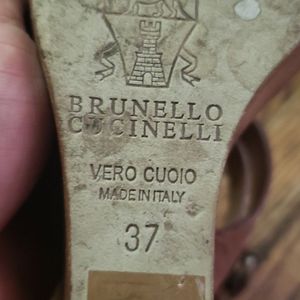 BRUNELLO
CUCINELLI
VERO CUOIO
MADE IN ITALY
37